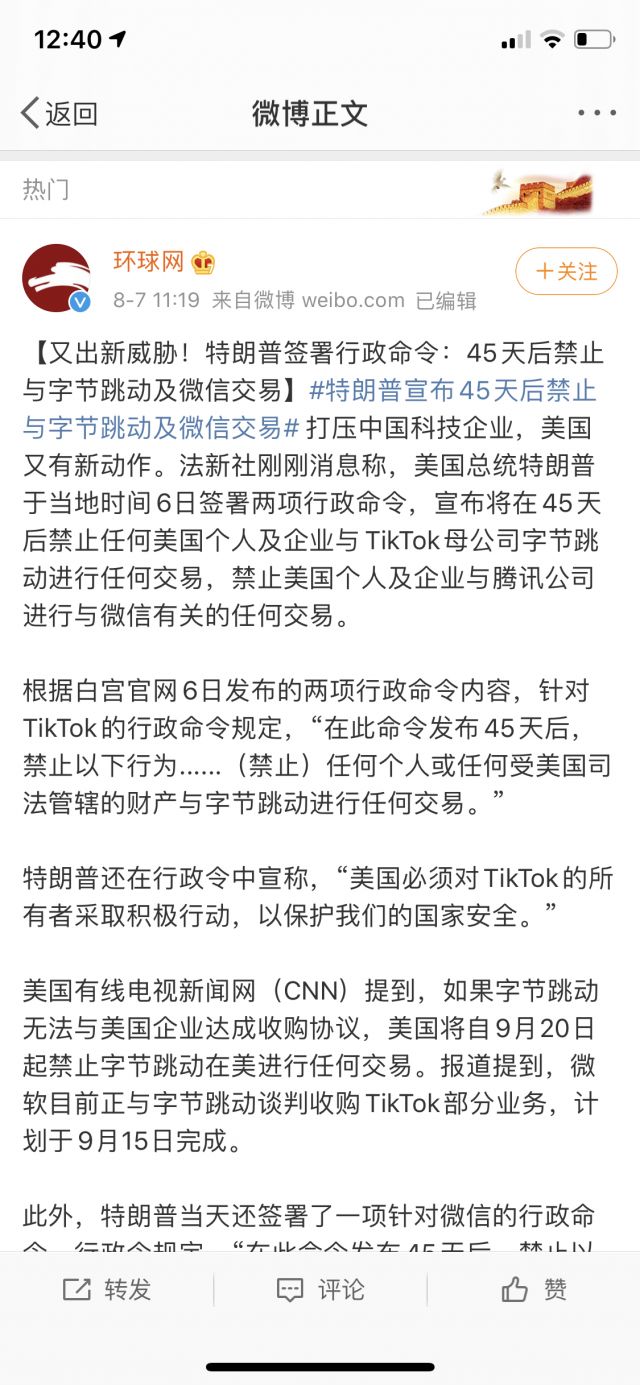 12:40
返回
微博正文
热门
环球网
+关注
8-7 11:19 来自微博 weibo.com 已编辑
【又出新威胁！特朗普签署行政命令：45天后禁止
与字节跳动及微信交易】#特朗普宣布45天后禁止
与字节跳动及微信交易# 打压中国科技企业，美国
又有新动作。法新社刚刚消息称，美国总统特朗普
于当地时间6日签署两项行政命令，宣布将在45天
后禁止任何美国个人及企业与TikTok母公司字节跳
动进行任何交易，禁止美国个人及企业与腾讯公司
进行与微信有关的任何交易。
根据白宫官网6日发布的两项行政命令内容，针对
TikTok的行政命令规定，“在此命令发布45天后，
禁止以下行为……（禁止）任何个人或任何受美国司
法管辖的财产与字节跳动进行任何交易。”
特朗普还在行政令中宣称，“美国必须对TikTok的所
有者采取积极行动，以保护我们的国家安全。”
美国有线电视新闻网（CNN）提到，如果字节跳动
无法与美国企业达成收购协议，美国将自9月20日
起禁止字节跳动在美进行任何交易。报道提到，微
软目前正与字节跳动谈判收购TikTok部分业务，计
划于9月15日完成。
此外，特朗普当天还签署了一项针对微信的行政命
令。行政令规定，“在此命令发布45天后，禁止以
转发
评论
赞